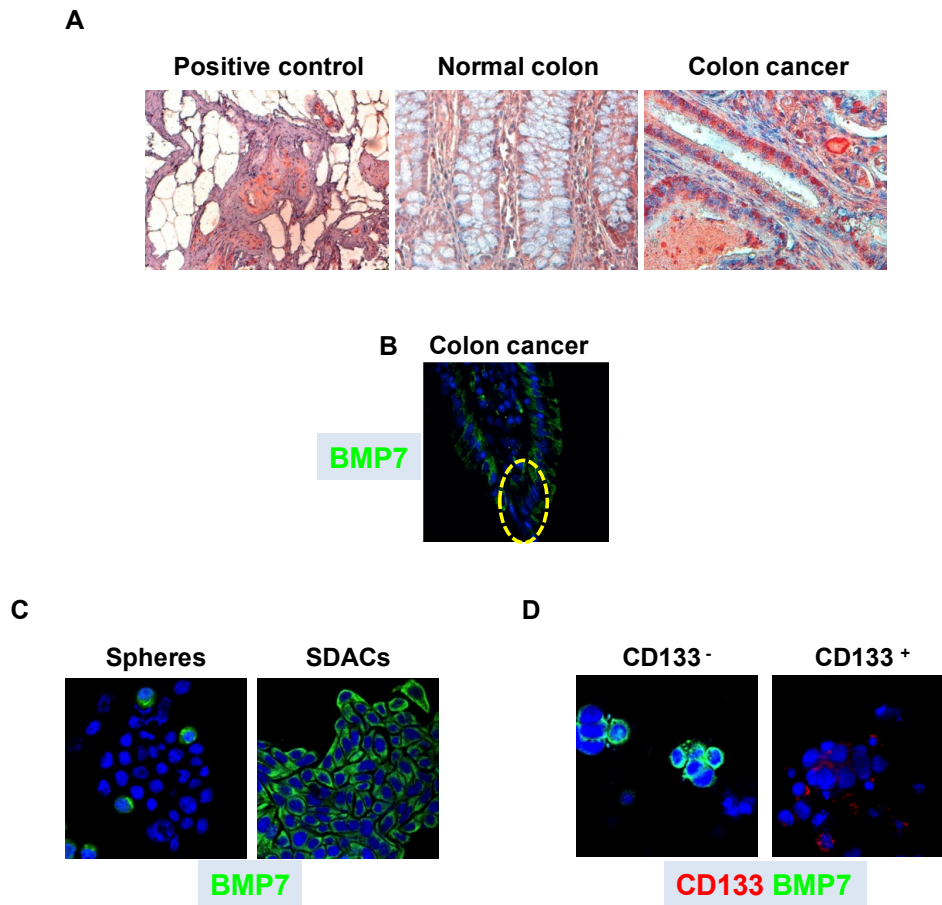 A
Positive control Normal colon Colon cancer
B Colon cancer
BMP7
C D
Spheres SDACs CD133 - CD133 +
BMP7 CD133 BMP7